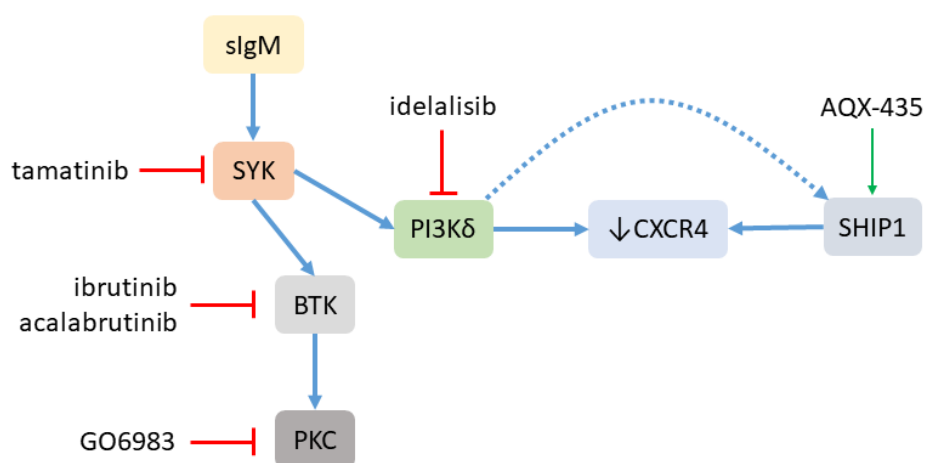 sIgM
idelalisib
AQX-435
tamatinib
SYK
PI3Kδ
↓CXCR4
SHIP1
ibrutinib
acalabrutinib
BTK
GO6983
PKC